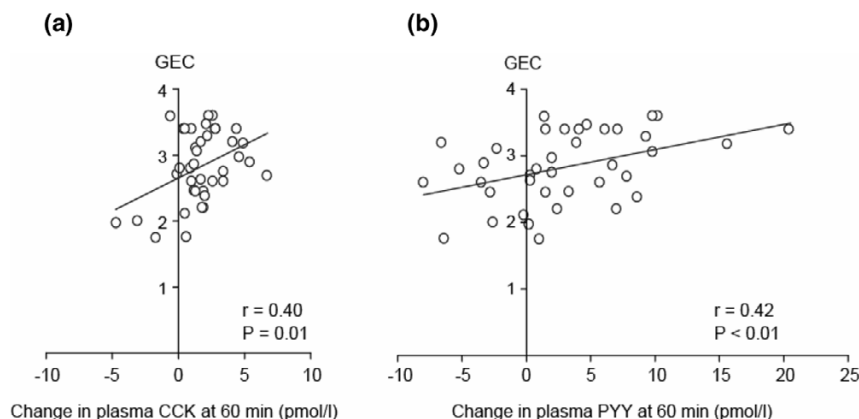 (a)
GEC
4
3
2
1
r = 0.40
P = 0.01
-10 -5 0 5 10
Change in plasma CCK at 60 min (pmol/l)
(b)
GEC
4
3
2
1
r = 0.42
P < 0.01
-10 -5 0 5 10 15 20 25
Change in plasma PYY at 60 min (pmol/l)